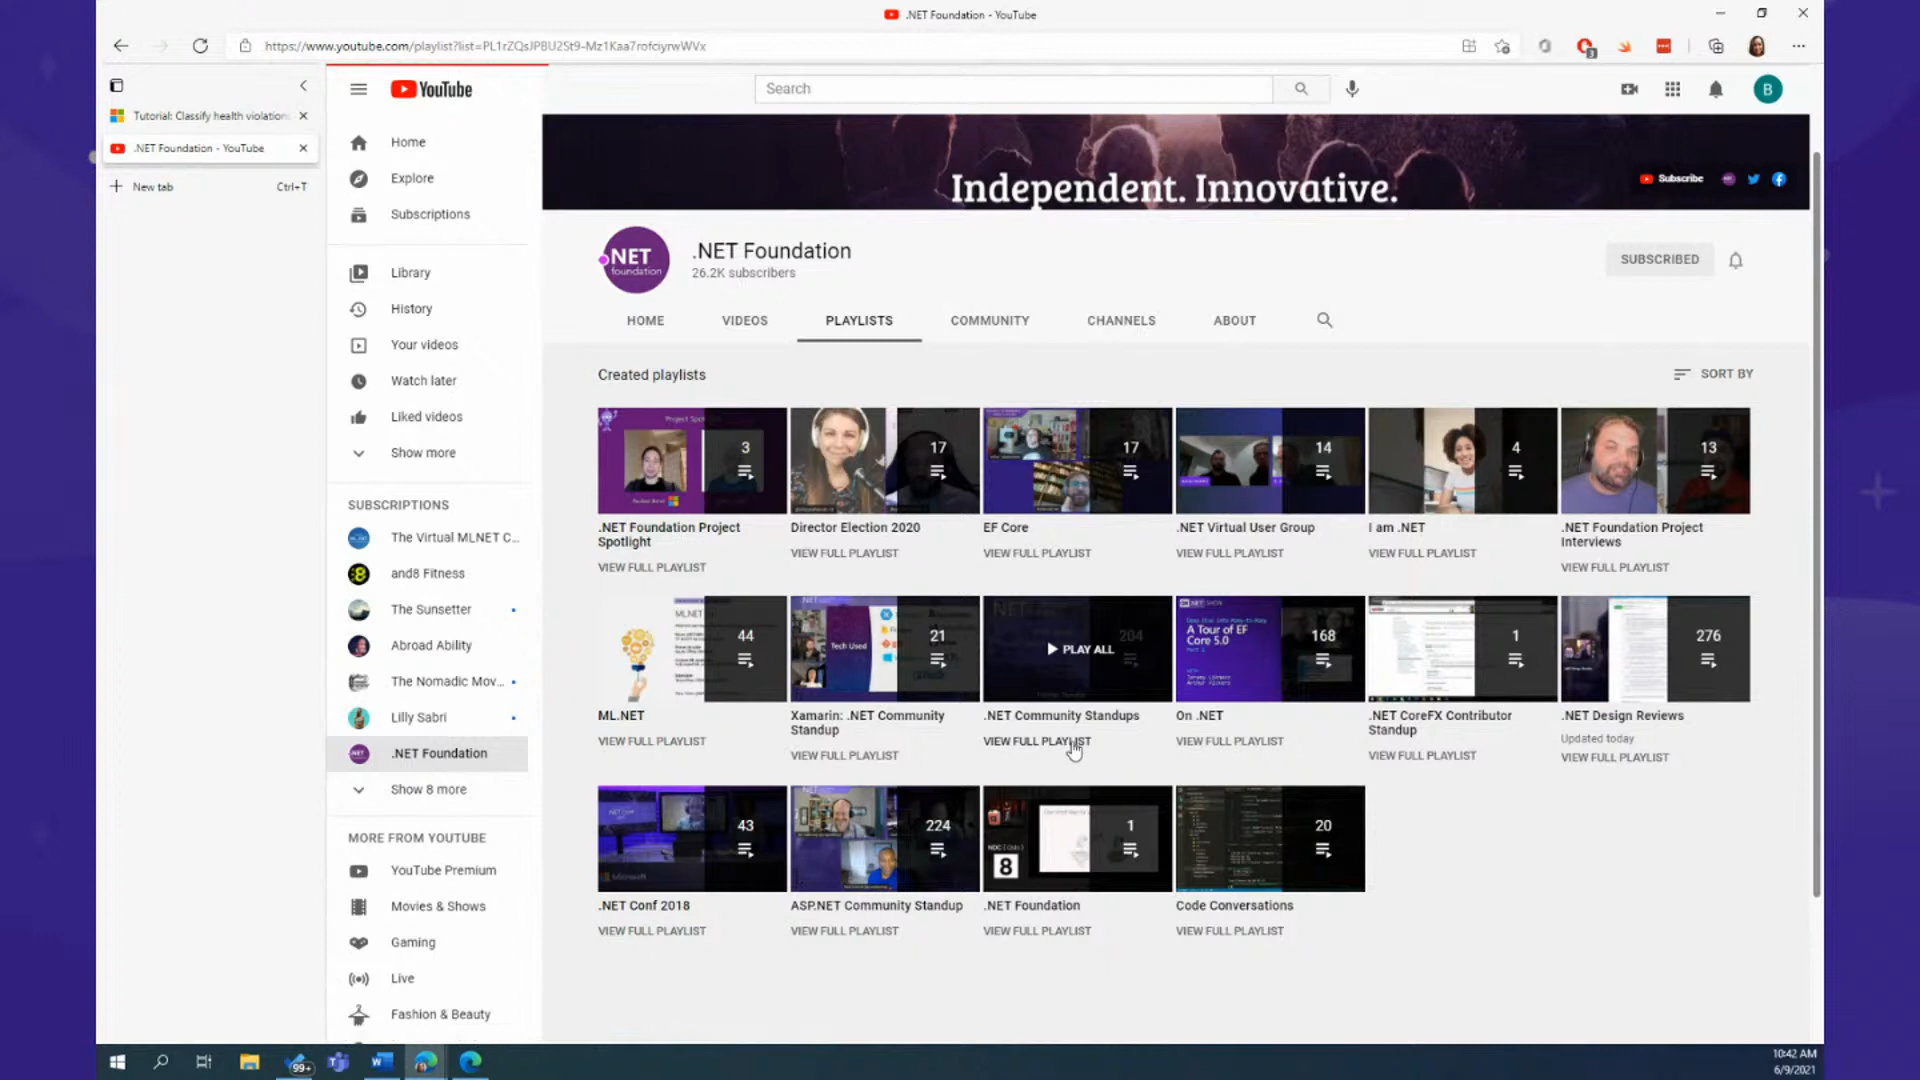 .NET Foundation - YouTube
https://www.youtube.com/playlist?list=PL1rZQsJPBU2St9-Mz1Kaa7rofciyrwWVx
3
Tutorial: Classify health violation
.NET Foundation - YouTube
New tab
Ctrl+T
YouTube
Search
B
Home
Explore
Subscriptions
Library
History
Your videos
Watch later
Liked videos
Show more
SUBSCRIPTIONS
The Virtual MLNET C...
and8 Fitness
The Sunsetter
Abroad Ability
The Nomadic Mov...
Lilly Sabri
.NET Foundation
Show 8 more
MORE FROM YOUTUBE
YouTube Premium
Movies & Shows
Gaming
Live
Fashion & Beauty
Independent. Innovative.
Subscribe
.NET
foundation
.NET Foundation
26.2K subscribers
SUBSCRIBED
HOME
VIDEOS
PLAYLISTS
COMMUNITY
CHANNELS
ABOUT
Created playlists
SORT BY
3
17
17
14
4
13
.NET Foundation Project
Spotlight
VIEW FULL PLAYLIST
Director Election 2020
VIEW FULL PLAYLIST
EF Core
VIEW FULL PLAYLIST
.NET Virtual User Group
VIEW FULL PLAYLIST
I am .NET
VIEW FULL PLAYLIST
.NET Foundation Project
Interviews
VIEW FULL PLAYLIST
MLNET
44
Tech Used
21
PLAY ALL
204
A Tour of EF
Core 5.0
168
1
276
ML.NET
VIEW FULL PLAYLIST
Xamarin: .NET Community
Standup
VIEW FULL PLAYLIST
.NET Community Standups
VIEW FULL PLAYLIST
On .NET
VIEW FULL PLAYLIST
.NET CoreFX Contributor
Standup
VIEW FULL PLAYLIST
.NET Design Reviews
Updated today
VIEW FULL PLAYLIST
43
224
NDC { Oslo }
8
1
20
.NET Conf 2018
VIEW FULL PLAYLIST
ASP.NET Community Standup
VIEW FULL PLAYLIST
.NET Foundation
VIEW FULL PLAYLIST
Code Conversations
VIEW FULL PLAYLIST
99+
10:42 AM
6/9/2021